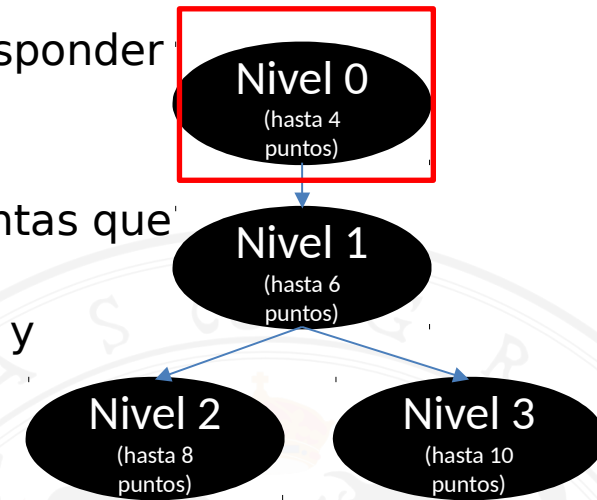 sponder
Nivel 0
(hasta 4
puntos)
ntas que
Nivel 1
(hasta 6
puntos)
y
Nivel 2
(hasta 8
puntos)
Nivel 3
(hasta 10
puntos)
S
G
R
A